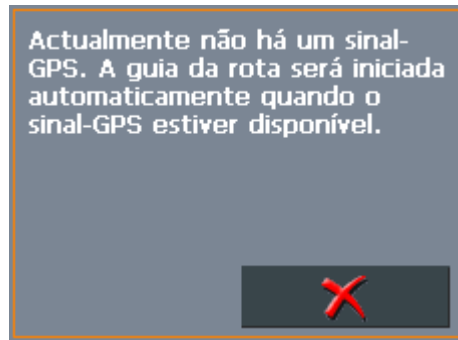 Actualmente não há um sinal-
GPS. A guia da rota será iniciada
automaticamente quando o
sinal-GPS estiver disponível.